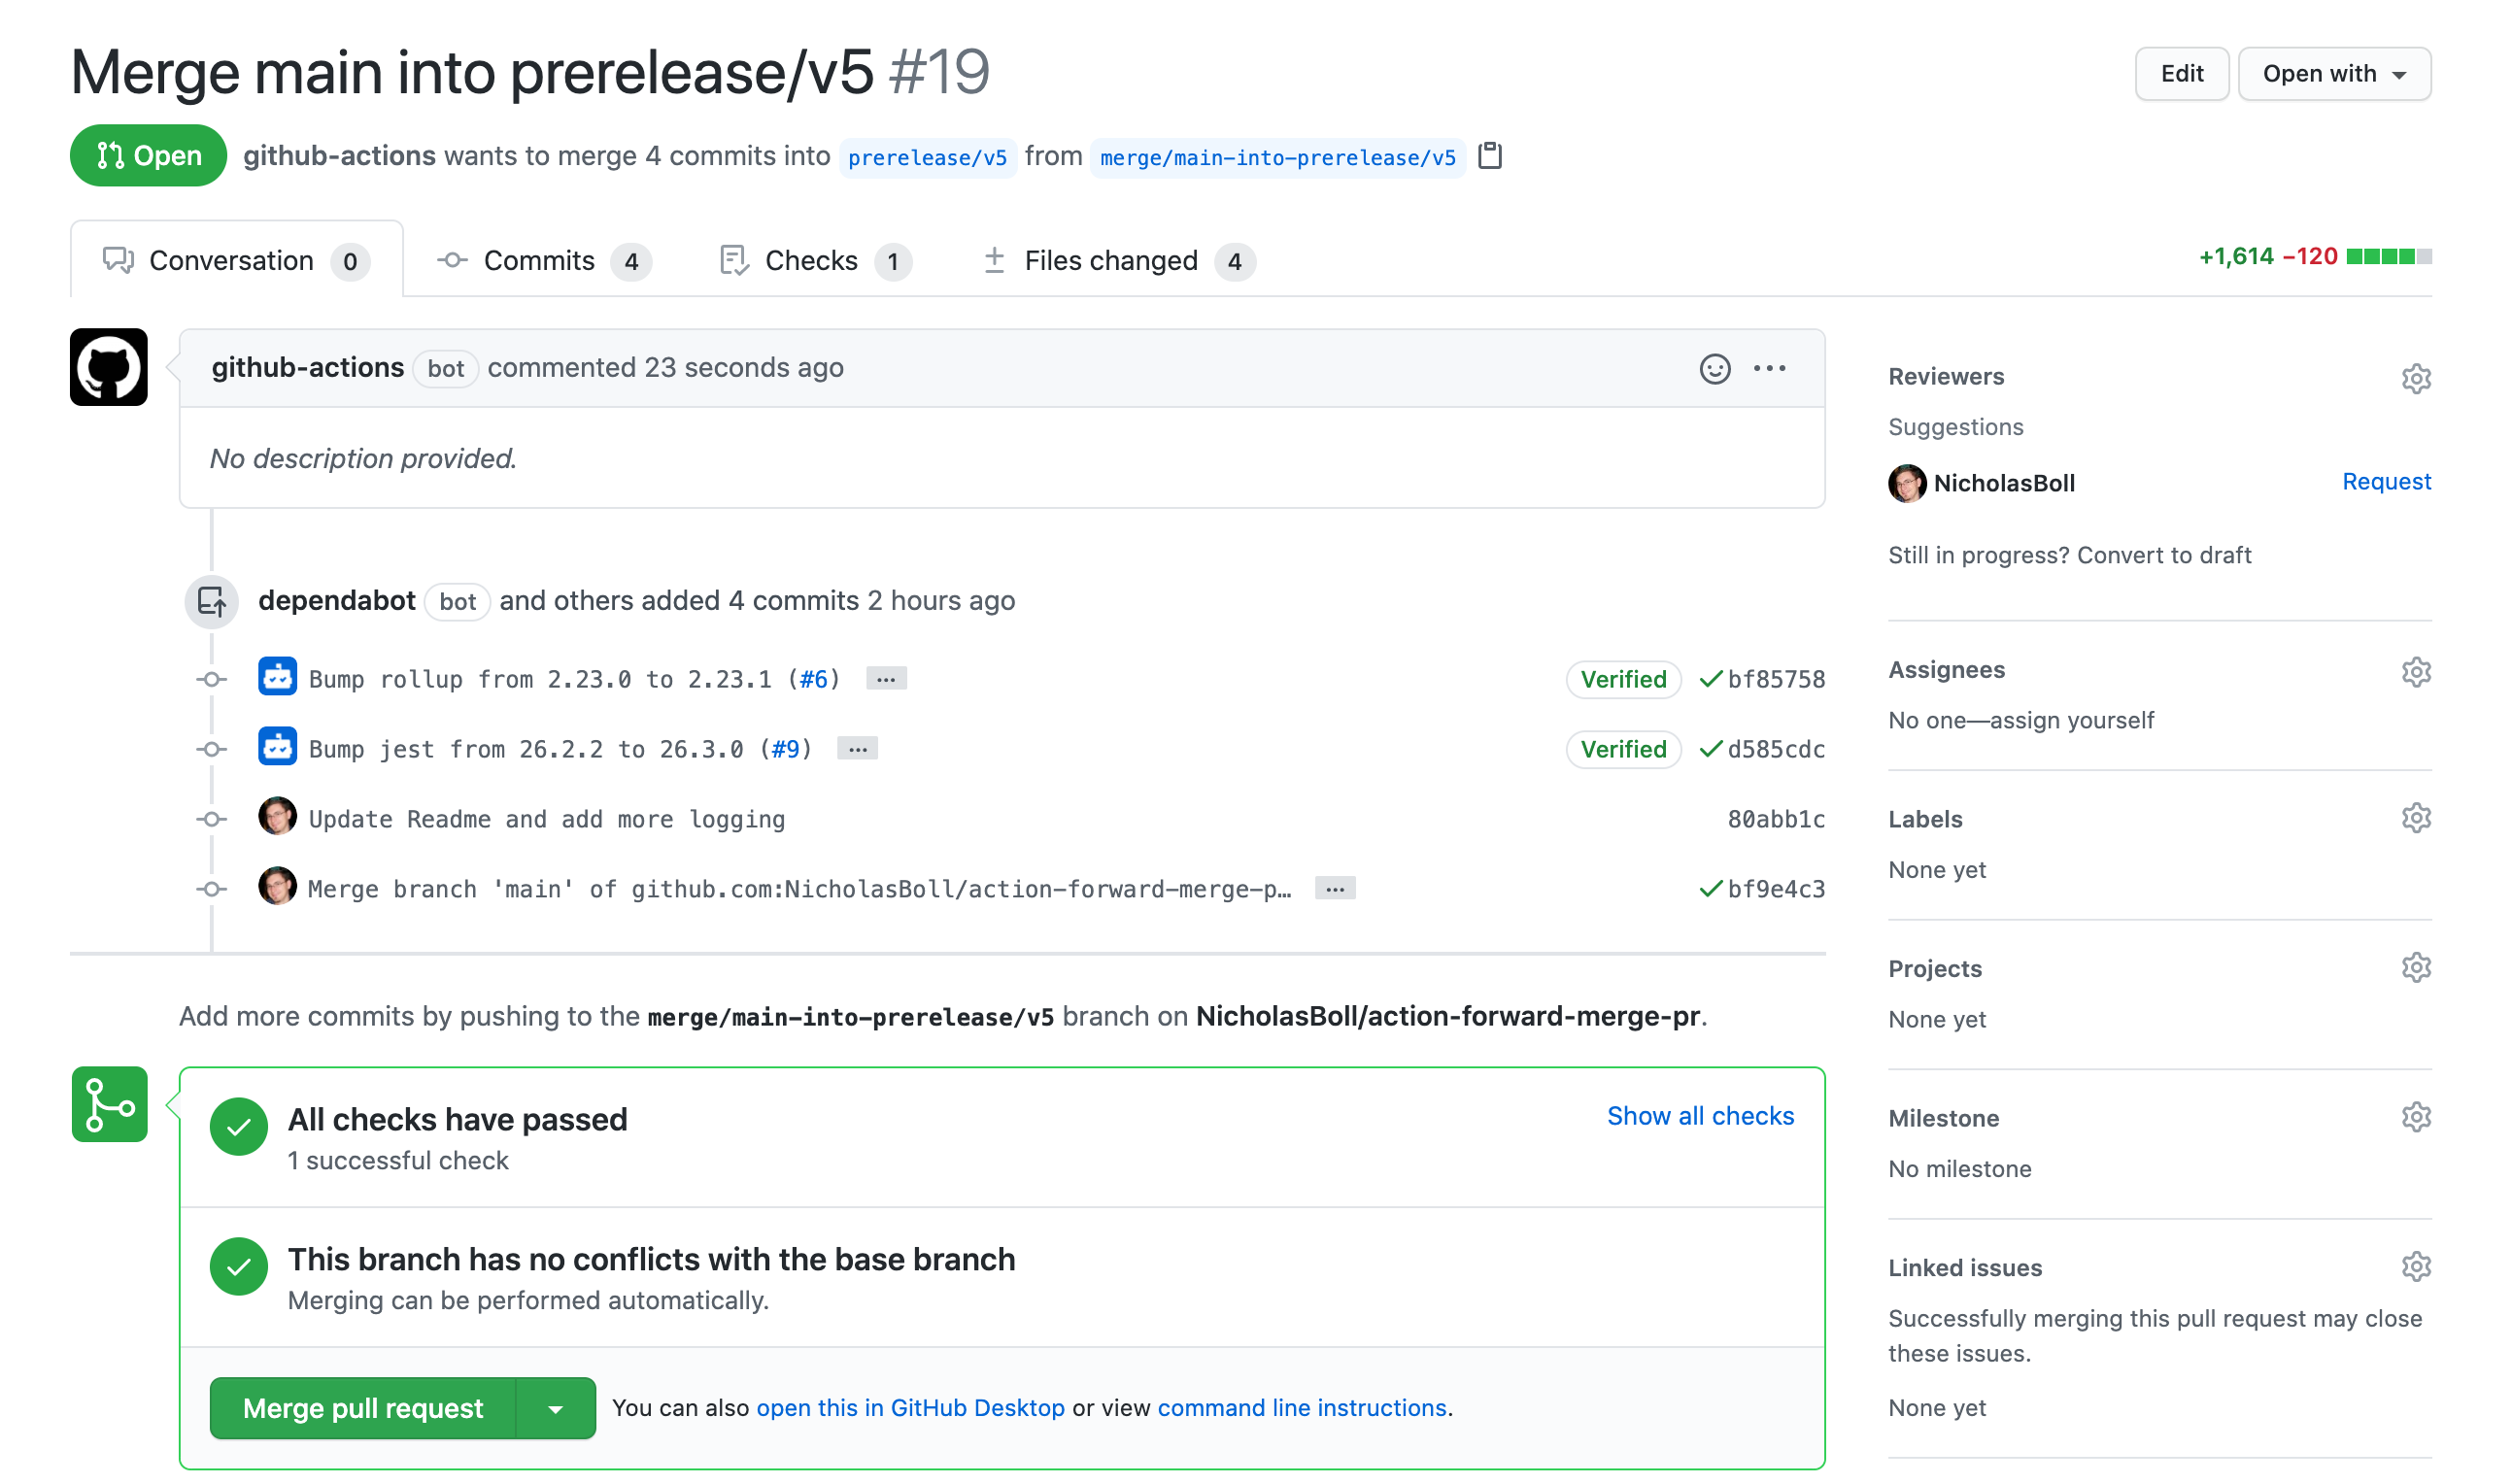 Merge main into prerelease/v5 #19
Edit
Open with
Open
github-actions wants to merge 4 commits into prerelease/v5 from merge/main-into-prerelease/v5
Conversation 0
Commits 4
Checks 1
Files changed 4
+1,614 −120
github-actions bot commented 23 seconds ago
No description provided.
dependabot bot and others added 4 commits 2 hours ago
Bump rollup from 2.23.0 to 2.23.1 (#6) … Verified bf85758
Bump jest from 26.2.2 to 26.3.0 (#9) … Verified d585cdc
Update Readme and add more logging 80abb1c
Merge branch 'main' of github.com:NicholasBoll/action-forward-merge-p… … bf9e4c3
Add more commits by pushing to the merge/main-into-prerelease/v5 branch on NicholasBoll/action-forward-merge-pr.
All checks have passed
Show all checks
1 successful check
This branch has no conflicts with the base branch
Merging can be performed automatically.
Merge pull request
You can also open this in GitHub Desktop or view command line instructions.
Reviewers
Suggestions
NicholasBoll Request
Still in progress? Convert to draft
Assignees
No one—assign yourself
Labels
None yet
Projects
None yet
Milestone
No milestone
Linked issues
Successfully merging this pull request may close
these issues.
None yet